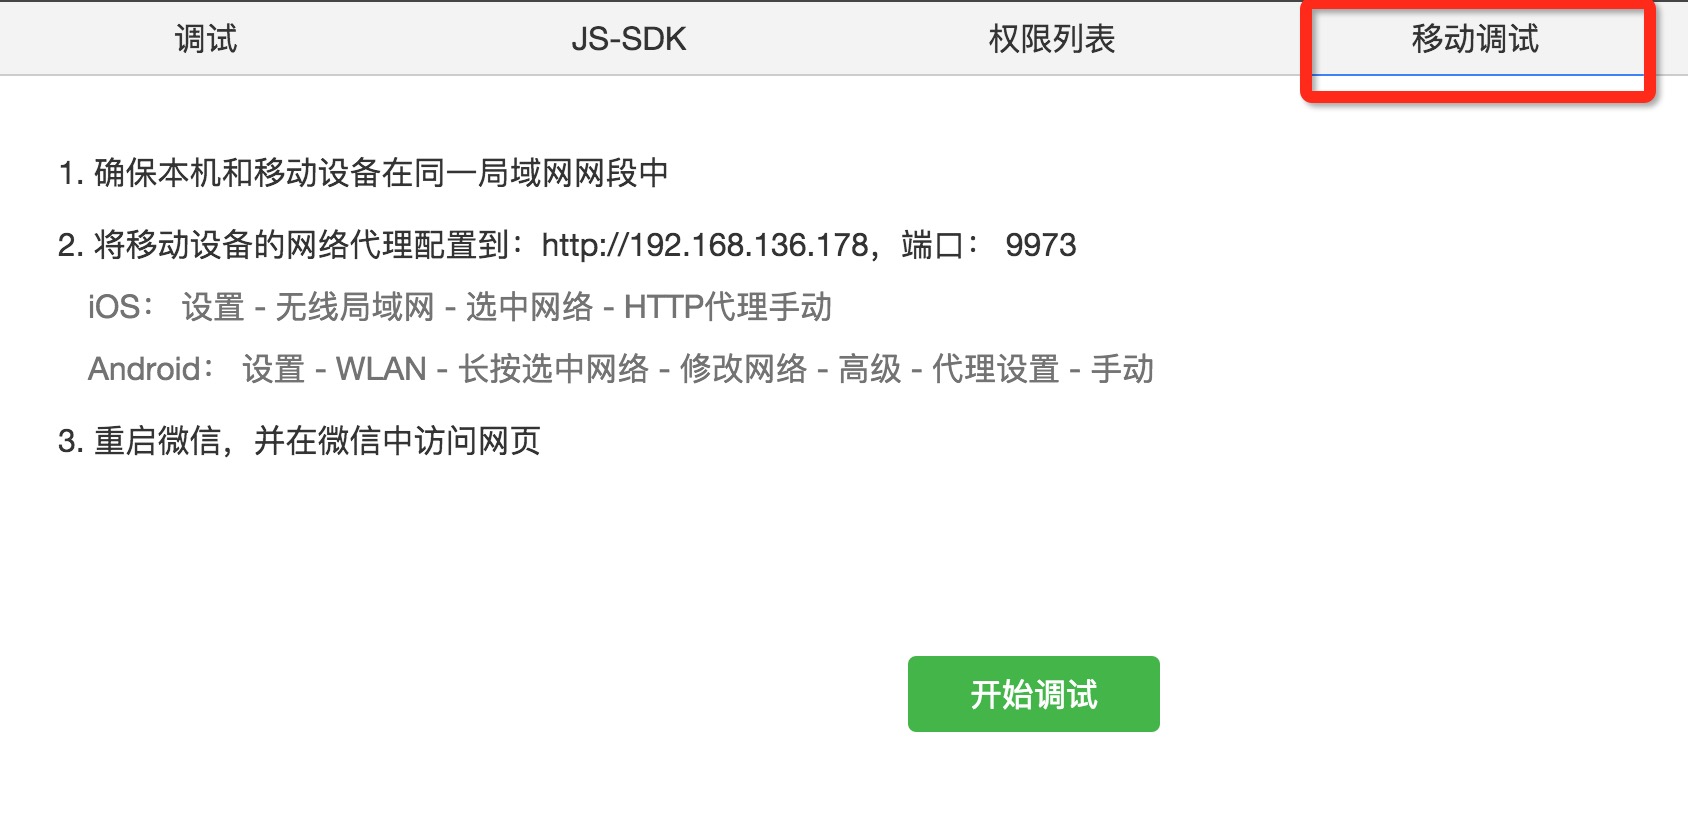 调试 JS-SDK 权限列表 移动调试
1. 确保本机和移动设备在同一局域网网段中
2. 将移动设备的网络代理配置到：http://192.168.136.178，端口： 9973
iOS： 设置 - 无线局域网 - 选中网络 - HTTP代理手动
Android： 设置 - WLAN - 长按选中网络 - 修改网络 - 高级 - 代理设置 - 手动
3. 重启微信，并在微信中访问网页
开始调试